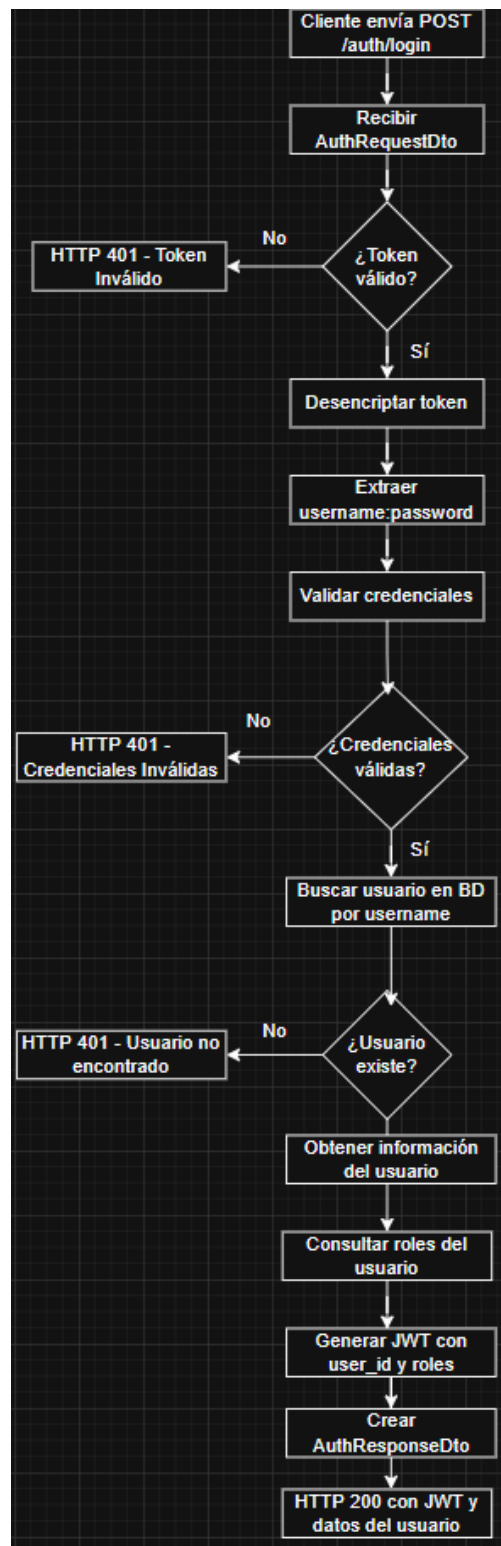 Cliente envía POST
/auth/login
Recibir
AuthRequestDto
No
HTTP 401 - Token
Inválido
¿Token
válido?
Sí
Desencriptar token
Extraer
username:password
Validar credenciales
No
HTTP 401 -
Credenciales Inválidas
¿Credenciales
válidas?
Sí
Buscar usuario en BD
por username
No
HTTP 401 - Usuario no
encontrado
¿Usuario
existe?
Obtener información
del usuario
Consultar roles del
usuario
Generar JWT con
user_id y roles
Crear
AuthResponseDto
HTTP 200 con JWT y
datos del usuario